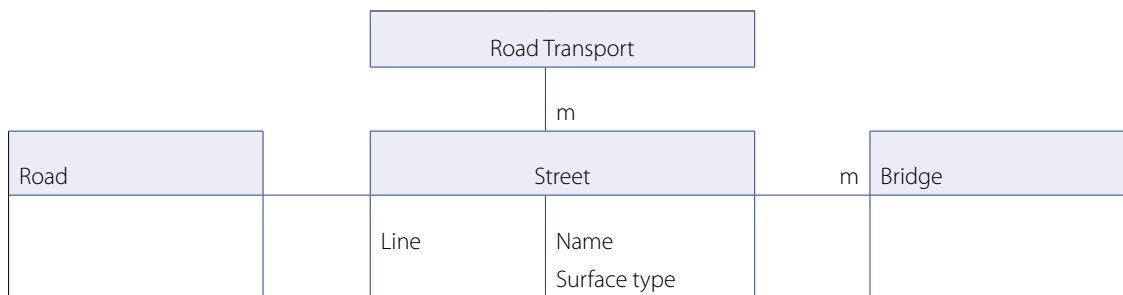 Road Transport
m
Road
Street
m
Bridge
Line
Name
Surface type